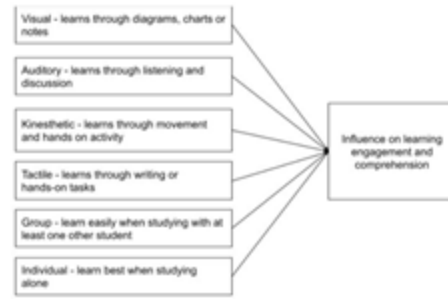 Visual - learns through diagrams, charts or
notes
Auditory - learns through listening and
discussion
Kinesthetic - learns through movement
and hands on activity
Tactile - learns through writing or
hands-on tasks
Group - learn easily when studying with at
least one other student
Individual - learn best when studying
alone
Influence on learning
engagement and
comprehension